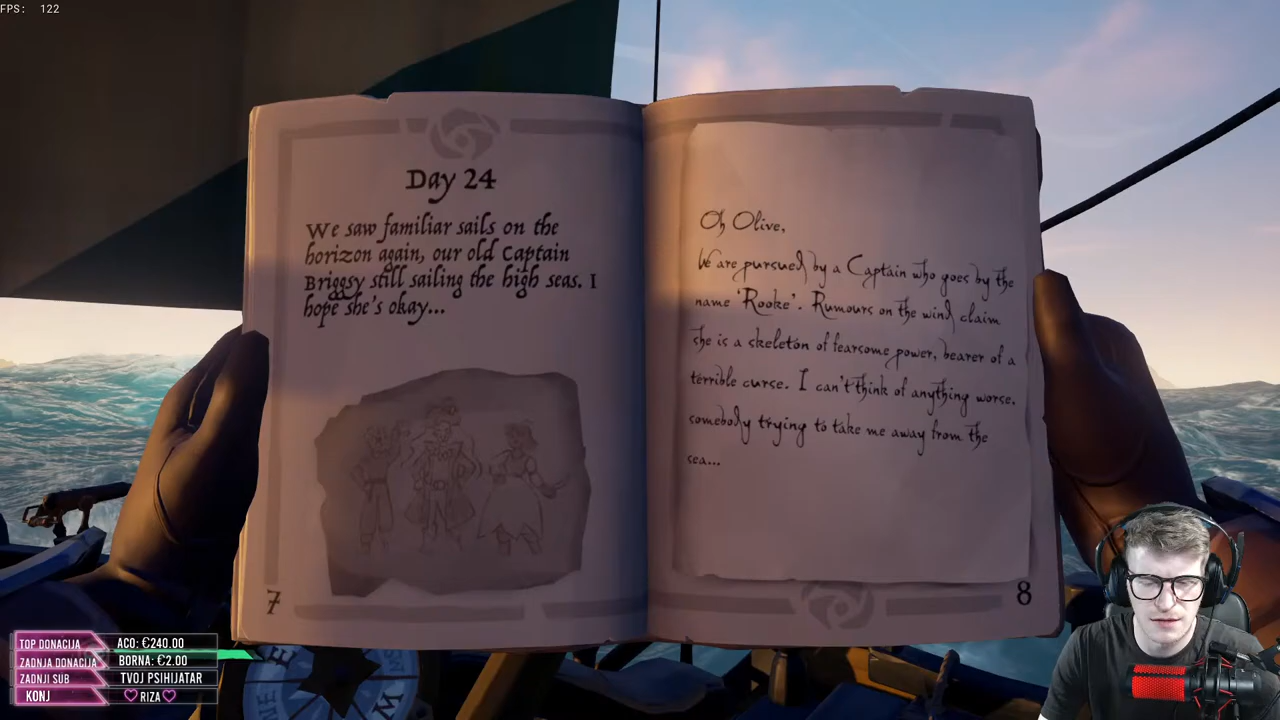 FPS: 122
Day 24
We saw familiar sails on the
horizon again, our old Captain
Briggsy still sailing the high seas. I
hope she's okay...
7
Oh Olive,
We are pursued by a Captain who goes by the
name 'Rooke'. Rumours on the wind claim
she is a skeleton of fearsome power, bearer of a
terrible curse. I can't think of anything worse,
somebody trying to take me away from the
sea...
8
TOP DONACIJA ACO: €240.00
ZADNJA DONACIJA BORNA: €2.00
ZADNJI SUB TVOJ PSIHIJATAR
KONJ RIZA
NE
E
W